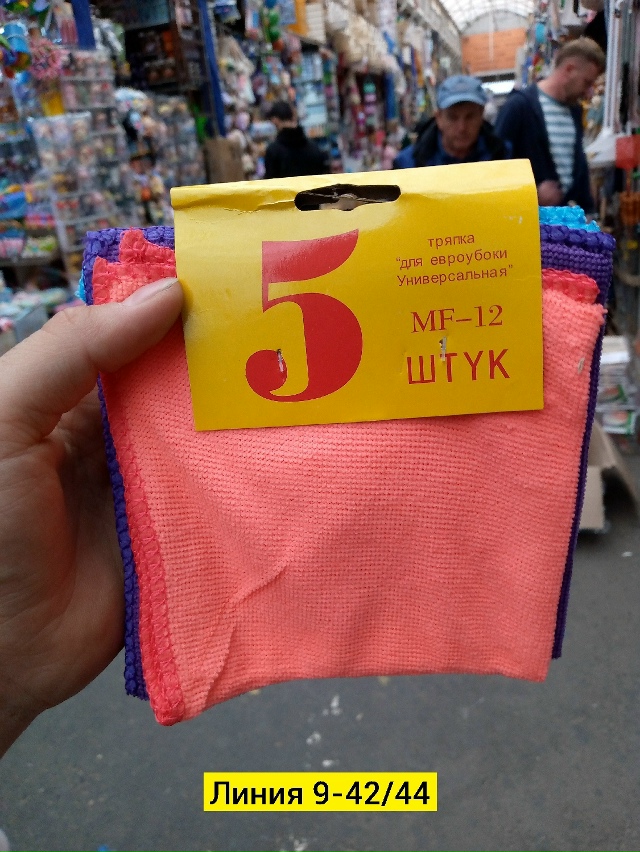 5
тряпка
"для евроубоки
Универсальная"
MF-12
ШТУК
Линия 9-42/44